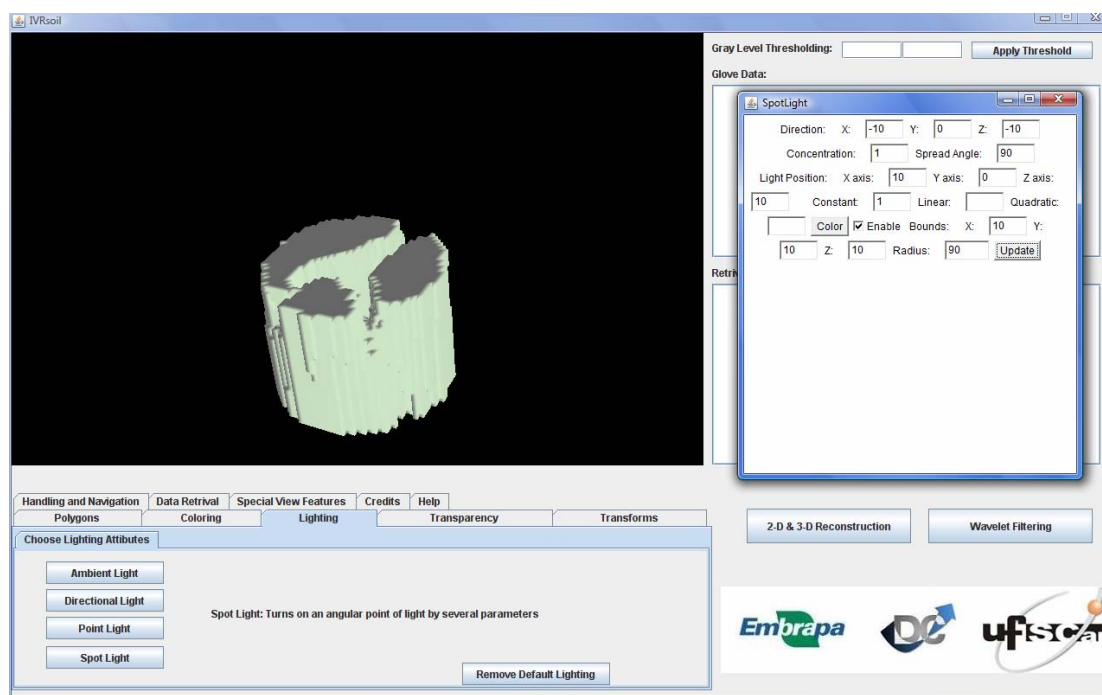 IVRsoil
Gray Level Thresholding: Apply Threshold
Glove Data:
SpotLight
Direction: X: -10 Y: 0 Z: -10
Concentration: 1 Spread Angle: 90
Light Position: X axis: 10 Y axis: 0 Z axis:
10 Constant: 1 Linear: Quadratic:
Color Enable Bounds: X: 10 Y:
10 Z: 10 Radius: 90 Update
Handling and Navigation Data Retrival Special View Features Credits Help
Polygons Coloring Lighting Transparency Transforms
Choose Lighting Attibutes
Ambient Light
Directional Light
Point Light
Spot Light
Spot Light: Turns on an angular point of light by several parameters
Remove Default Lighting
2-D & 3-D Reconstruction Wavelet Filtering
Embrapa DC ufscar